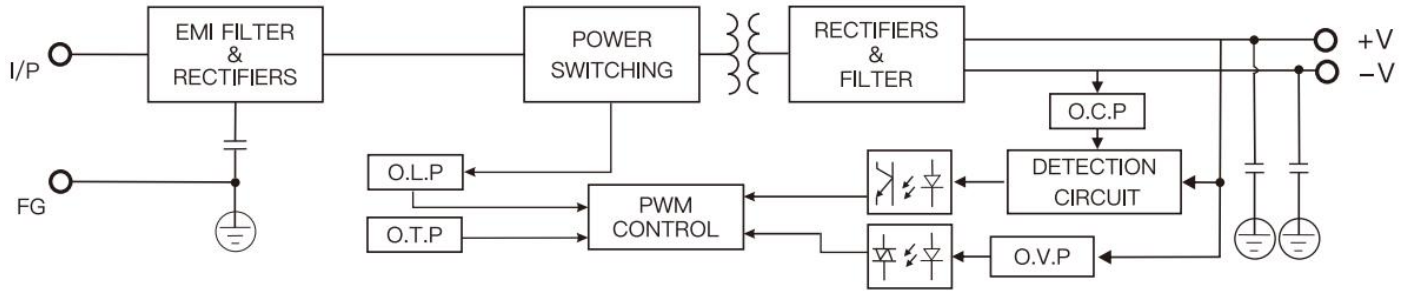 I/P
EMI FILTER
&
RECTIFIERS
POWER
SWITCHING
RECTIFIERS
&
FILTER
+V
−V
O.C.P
FG
O.L.P
O.T.P
PWM
CONTROL
DETECTION
CIRCUIT
O.V.P